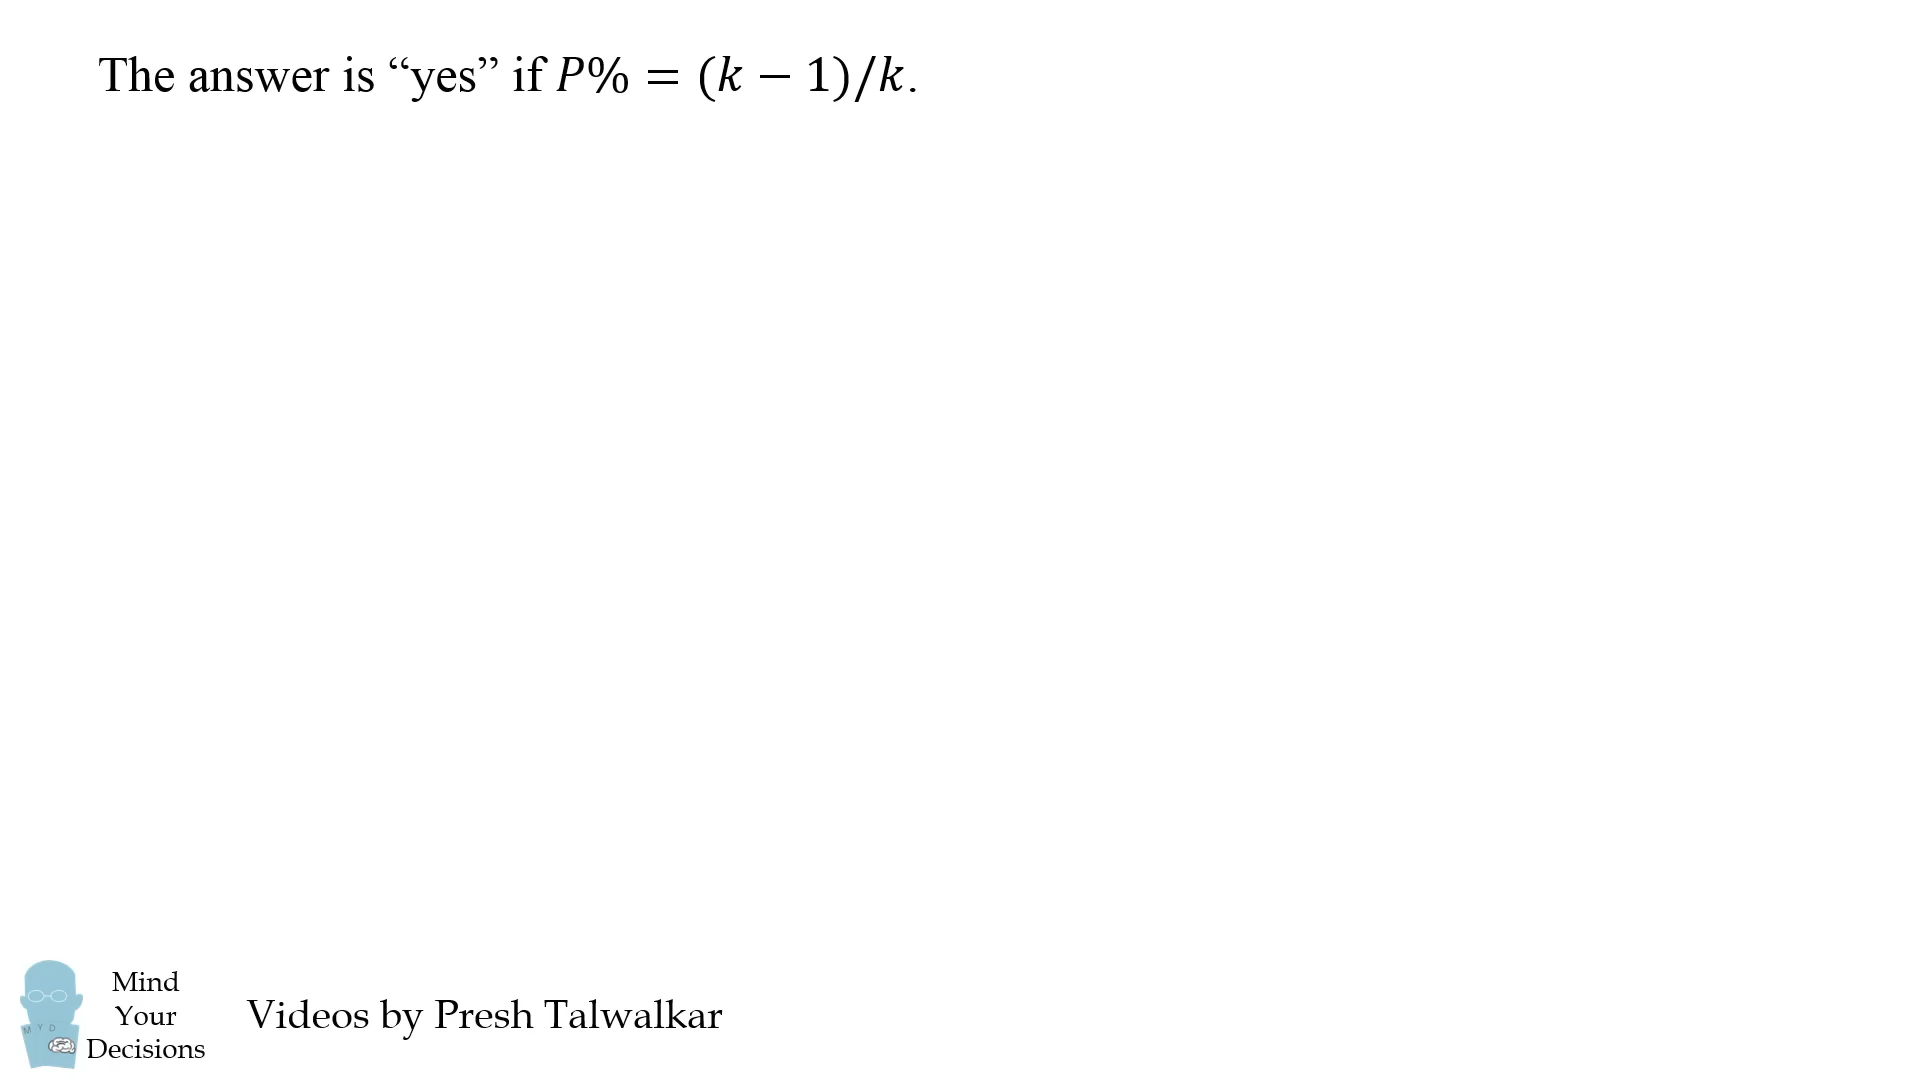 The answer is “yes” if P% = (k − 1)/k.
Mind
Your
Decisions
M Y D
Videos by Presh Talwalkar